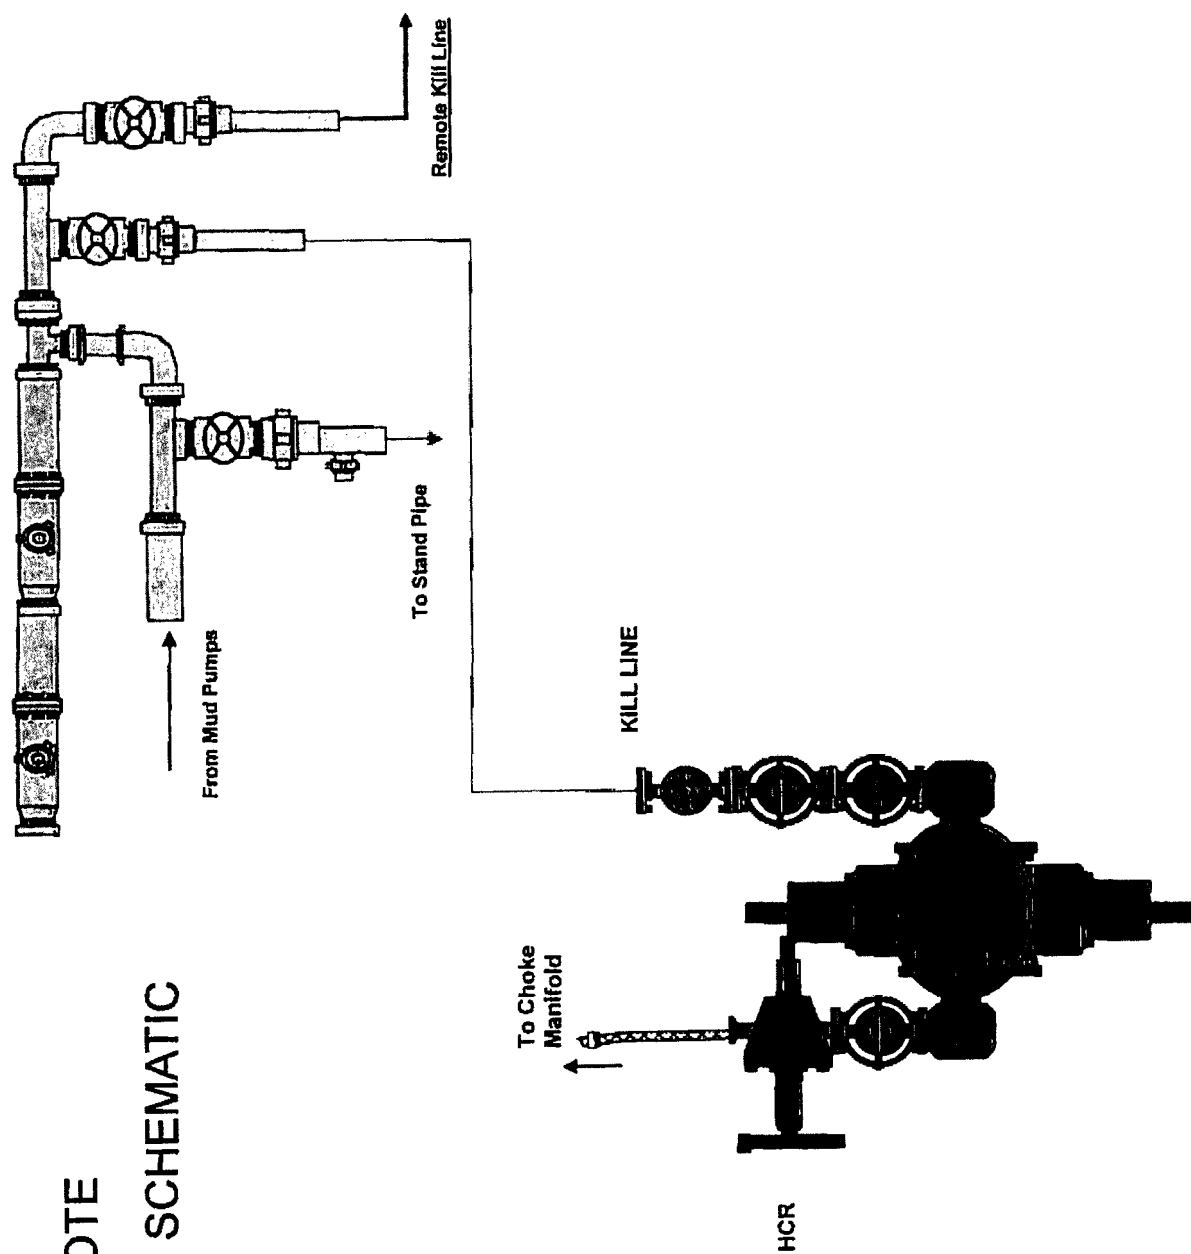 OTE
SCHEMATIC
Remote Kill Line
To Stand Pipe
From Mud Pumps
KILL LINE
To Choke
Manifold
HCR